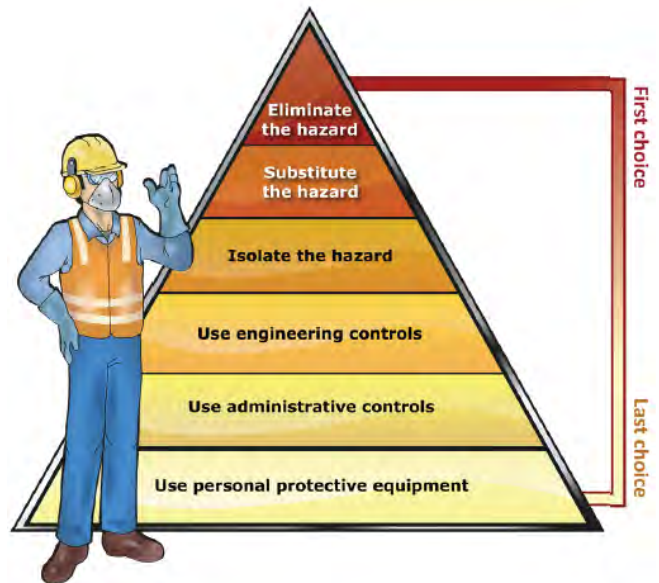 Eliminate
the hazard
Substitute
the hazard
Isolate the hazard
Use engineering controls
Use administrative controls
Use personal protective equipment
First choice
Last choice